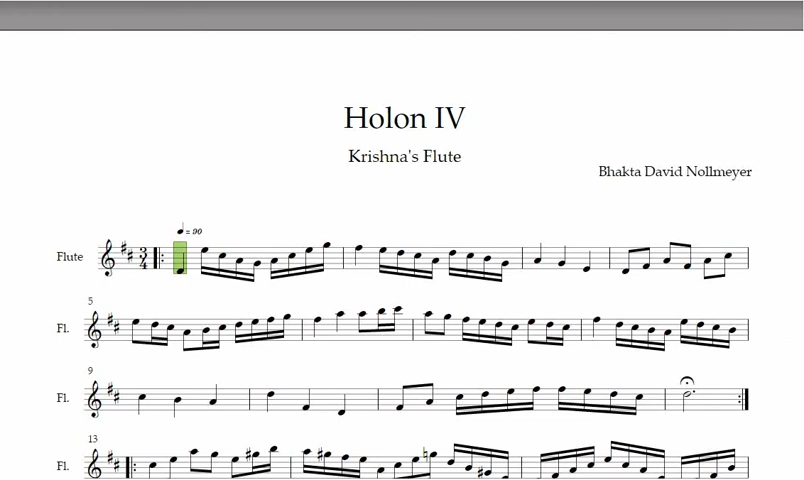 Holon IV
Krishna's Flute
Bhakta David Nollmeyer
= 90
Flute
3
4
5
Fl.
9
Fl.
13
Fl.